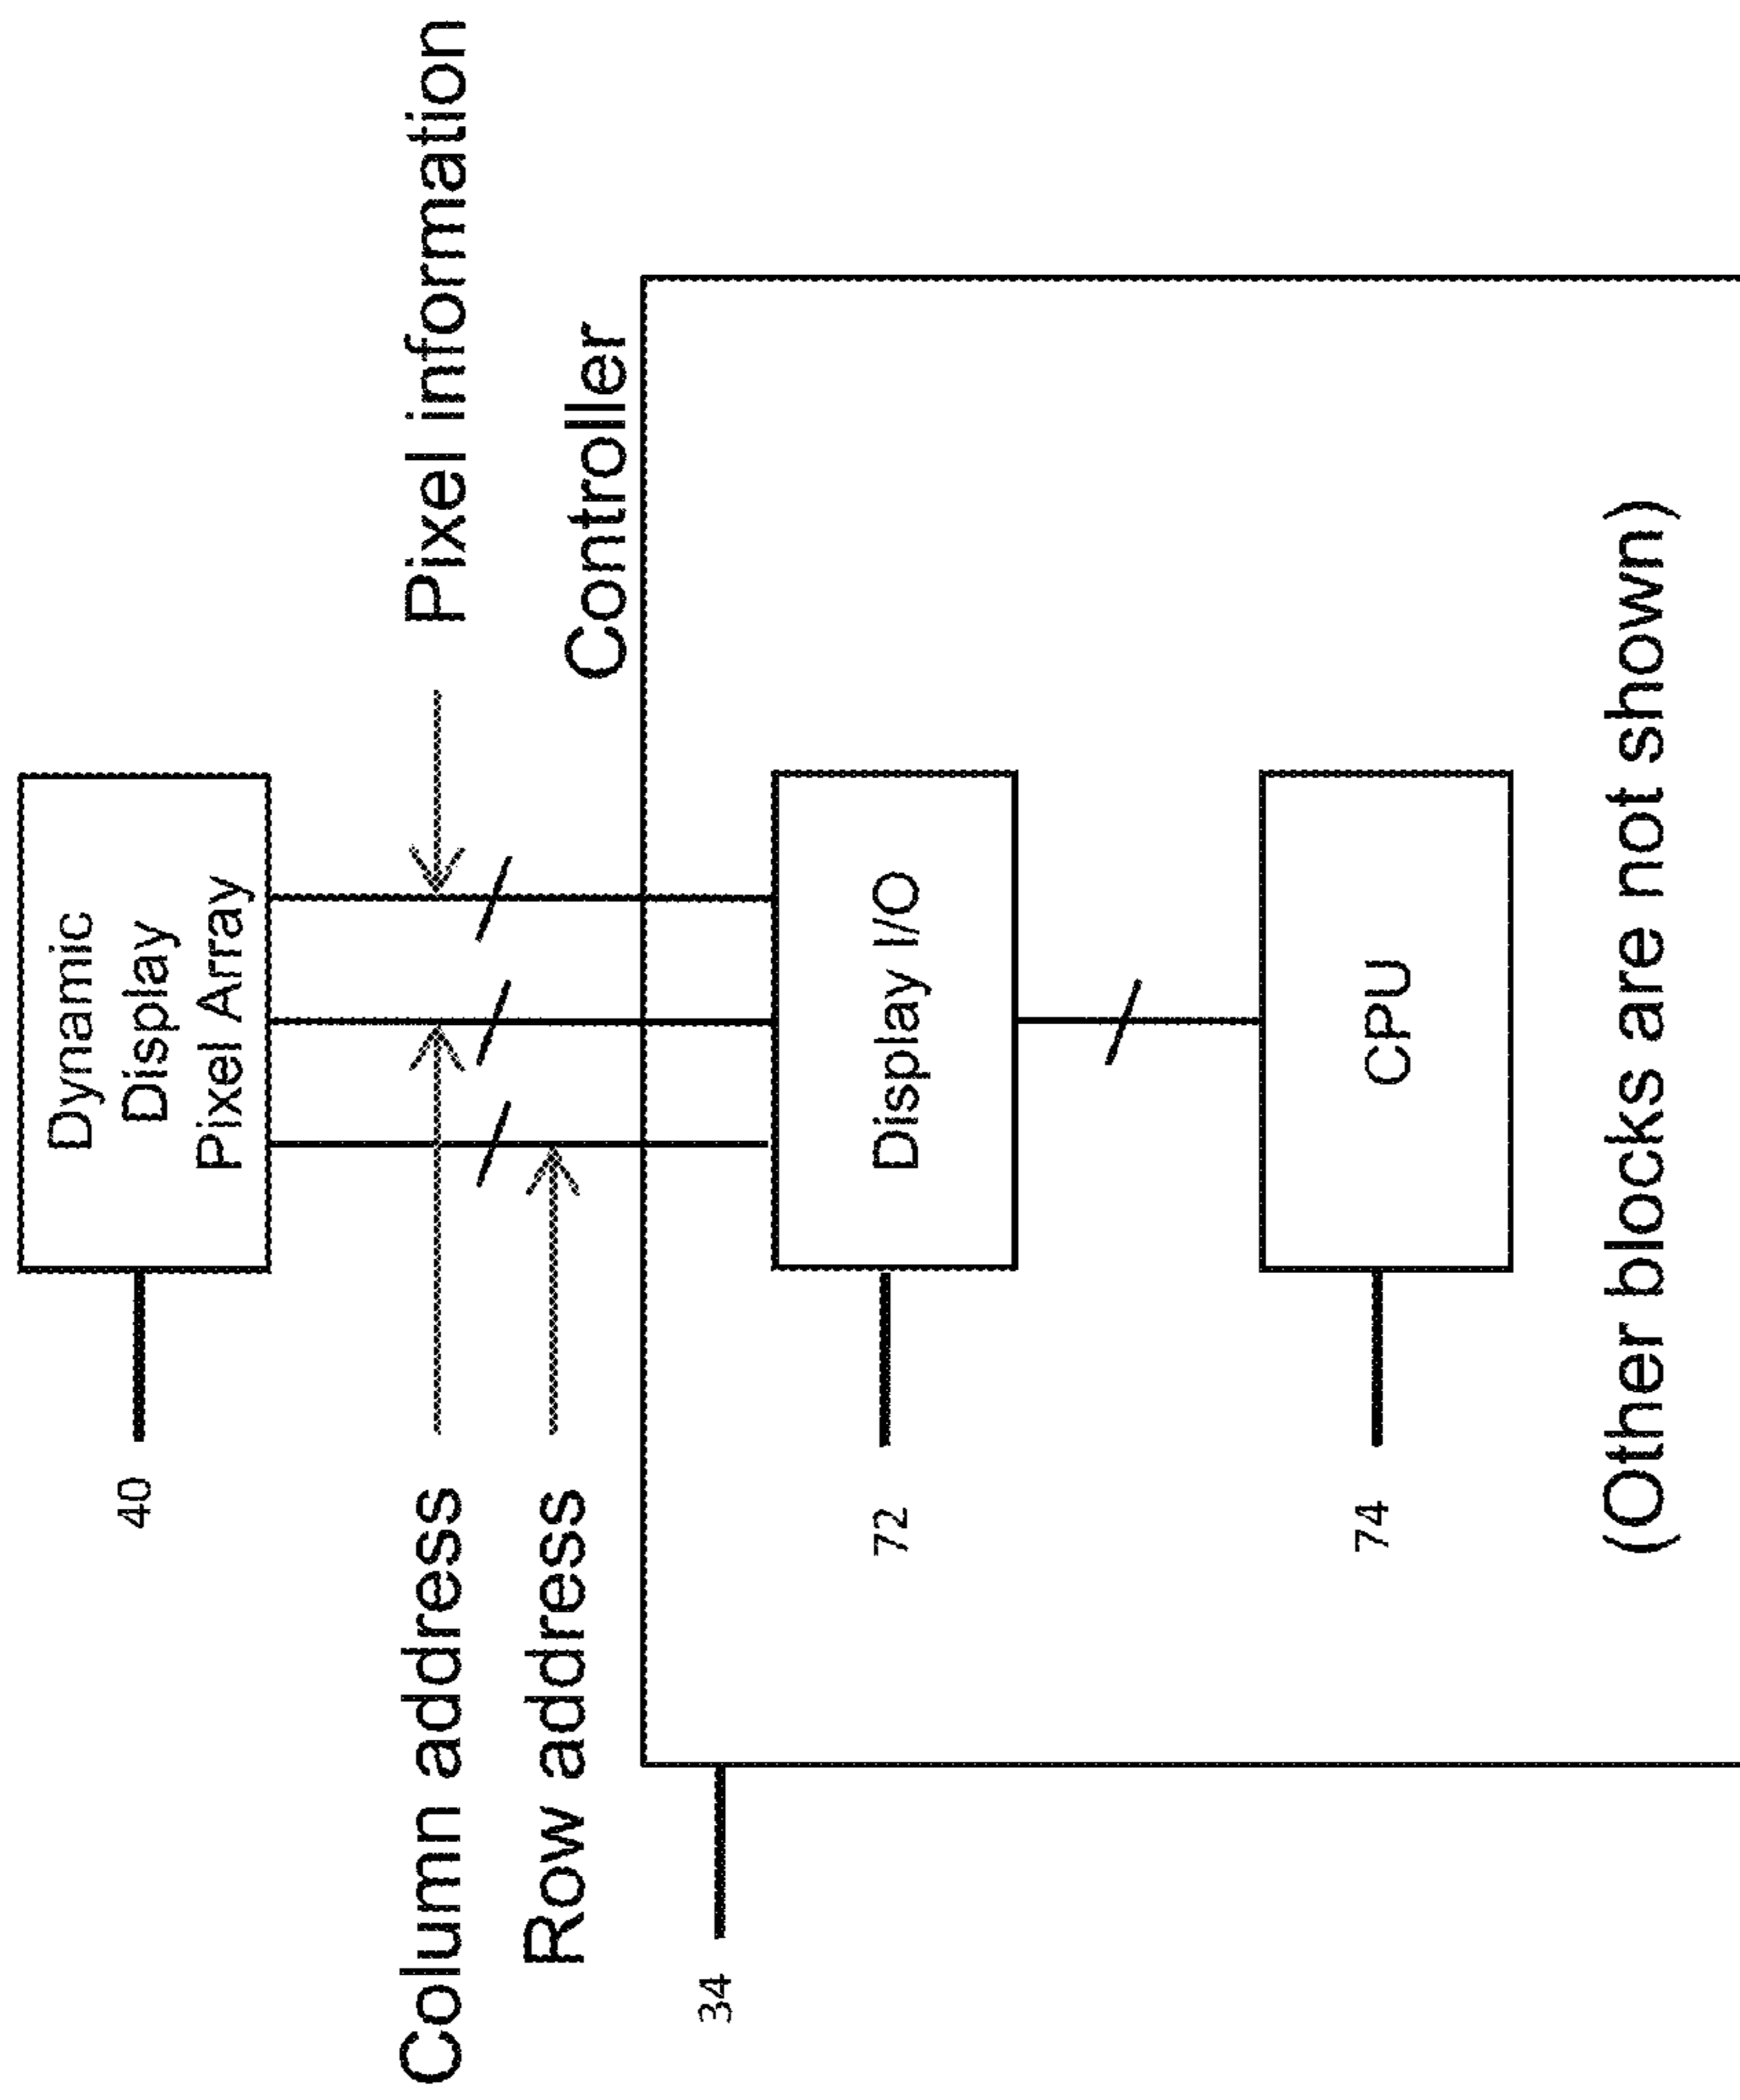 Dynamic
Display
Pixel Array
40
Column address
Row address
Pixel information
Controller
34
Display I/O
72
CPU
74
(Other blocks are not shown)